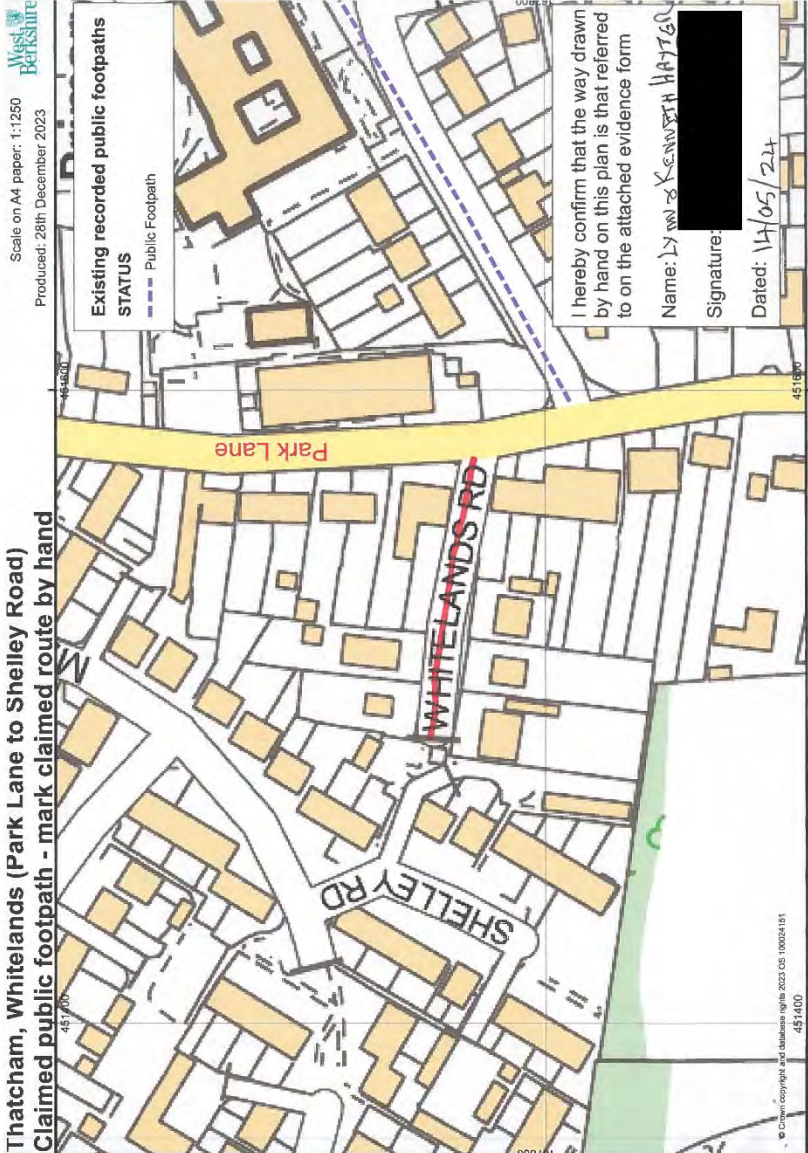 Thatcham, Whitelands (Park Lane to Shelley Road)
Claimed public footpath - mark claimed route by hand
Scale on A4 paper: 1:1250
Produced: 28th December 2023
West
Berkshire
Existing recorded public footpaths
STATUS
Public Footpath
451600
Park Lane
WHITELANDS RD
SHELLEY RD
M
451400
I hereby confirm that the way drawn
by hand on this plan is that referred
to on the attached evidence form
Name: LYNN & KENNETH HAYTER
Signature:
Dated: 14/05/24
451600
451400
© Crown copyright and database rights 2023 OS 100024151